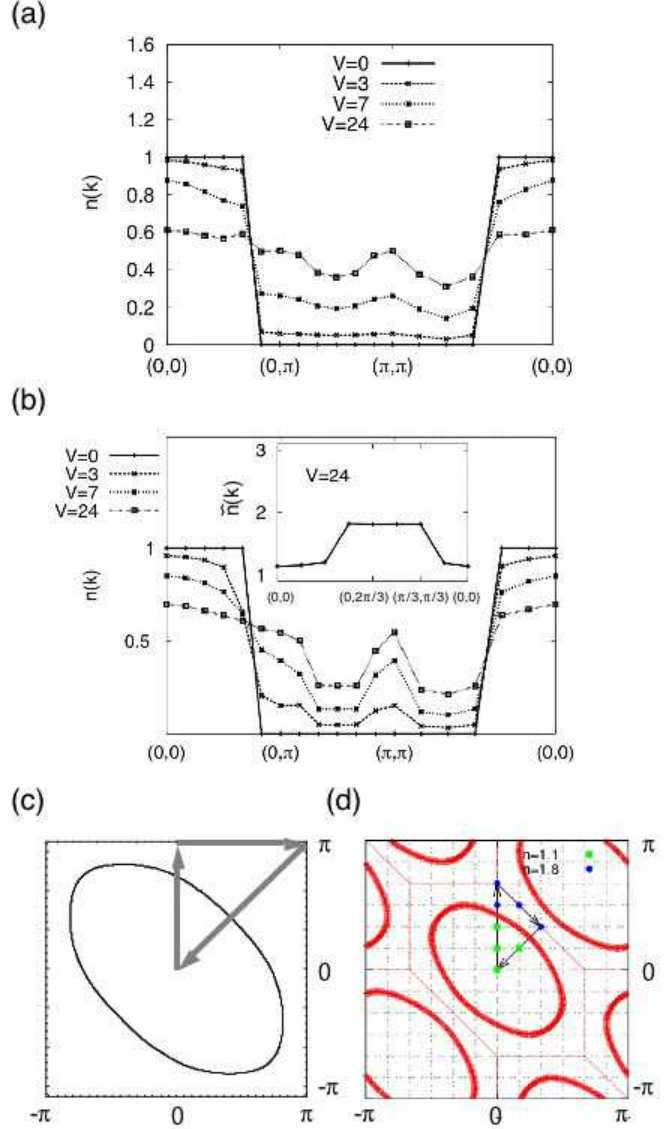 (a)
1.6
1.4
1.2
1
0.8
0.6
0.4
0.2
0
n(k)
V=0
V=3
V=7
V=24
(0,0) (0,π) (π,π) (0,0)
(b)
V=0
V=3
V=7
V=24
1
0.5
n(k)
3
2
1
ñ(k)
V=24
(0,0) (0,2π/3) (π/3,π/3) (0,0)
(0,0) (0,π) (π,π) (0,0)
(c)
π
0
-π
-π 0 π
(d)
n=1.1
n=1.8
π
0
-π
-π 0 π